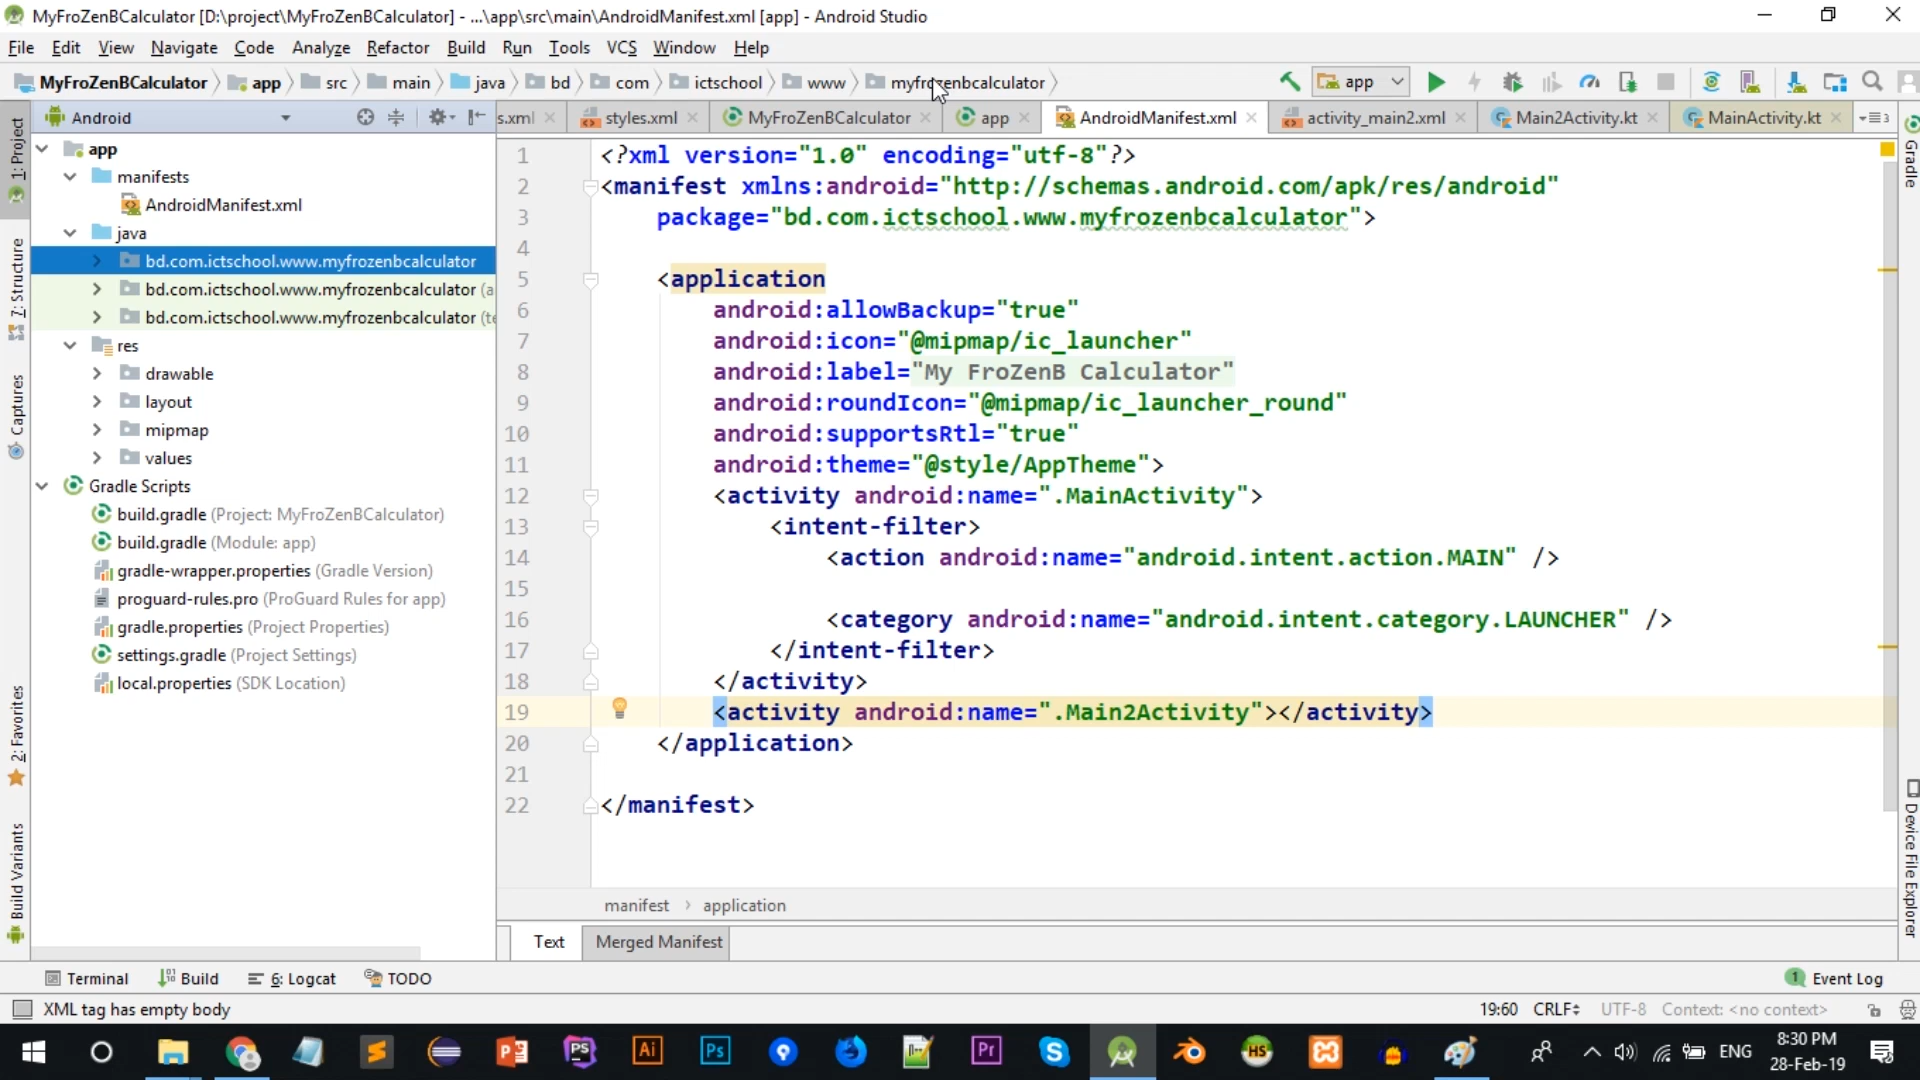 MyFroZenBCalculator [D:\project\MyFroZenBCalculator] - ...\app\src\main\AndroidManifest.xml [app] - Android Studio
File Edit View Navigate Code Analyze Refactor Build Run Tools VCS Window Help
MyFroZenBCalculator app src main java bd com ictschool www myfrozenbcalculator app
Android
s.xml styles.xml MyFroZenBCalculator app AndroidManifest.xml activity_main2.xml Main2Activity.kt MainActivity.kt
1: Project
7: Structure
Captures
2: Favorites
Build Variants
app
manifests
AndroidManifest.xml
java
bd.com.ictschool.www.myfrozenbcalculator
bd.com.ictschool.www.myfrozenbcalculator (a
bd.com.ictschool.www.myfrozenbcalculator (te
res
drawable
layout
mipmap
values
Gradle Scripts
build.gradle (Project: MyFroZenBCalculator)
build.gradle (Module: app)
gradle-wrapper.properties (Gradle Version)
proguard-rules.pro (ProGuard Rules for app)
gradle.properties (Project Properties)
settings.gradle (Project Settings)
local.properties (SDK Location)
1 <?xml version="1.0" encoding="utf-8"?>
2 <manifest xmlns:android="http://schemas.android.com/apk/res/android"
3 package="bd.com.ictschool.www.myfrozenbcalculator">
4
5 <application
6 android:allowBackup="true"
7 android:icon="@mipmap/ic_launcher"
8 android:label="My FroZenB Calculator"
9 android:roundIcon="@mipmap/ic_launcher_round"
10 android:supportsRtl="true"
11 android:theme="@style/AppTheme">
12 <activity android:name=".MainActivity">
13 <intent-filter>
14 <action android:name="android.intent.action.MAIN" />
15
16 <category android:name="android.intent.category.LAUNCHER" />
17 </intent-filter>
18 </activity>
19 <activity android:name=".Main2Activity"></activity>
20 </application>
21
22 </manifest>
manifest › application
Text Merged Manifest
Gradle
Device File Explorer
Terminal Build 6: Logcat TODO 1 Event Log
XML tag has empty body 19:60 CRLF UTF-8 Context: <no context>
PS Ai Ps Pr S HS ENG 8:30 PM
28-Feb-19